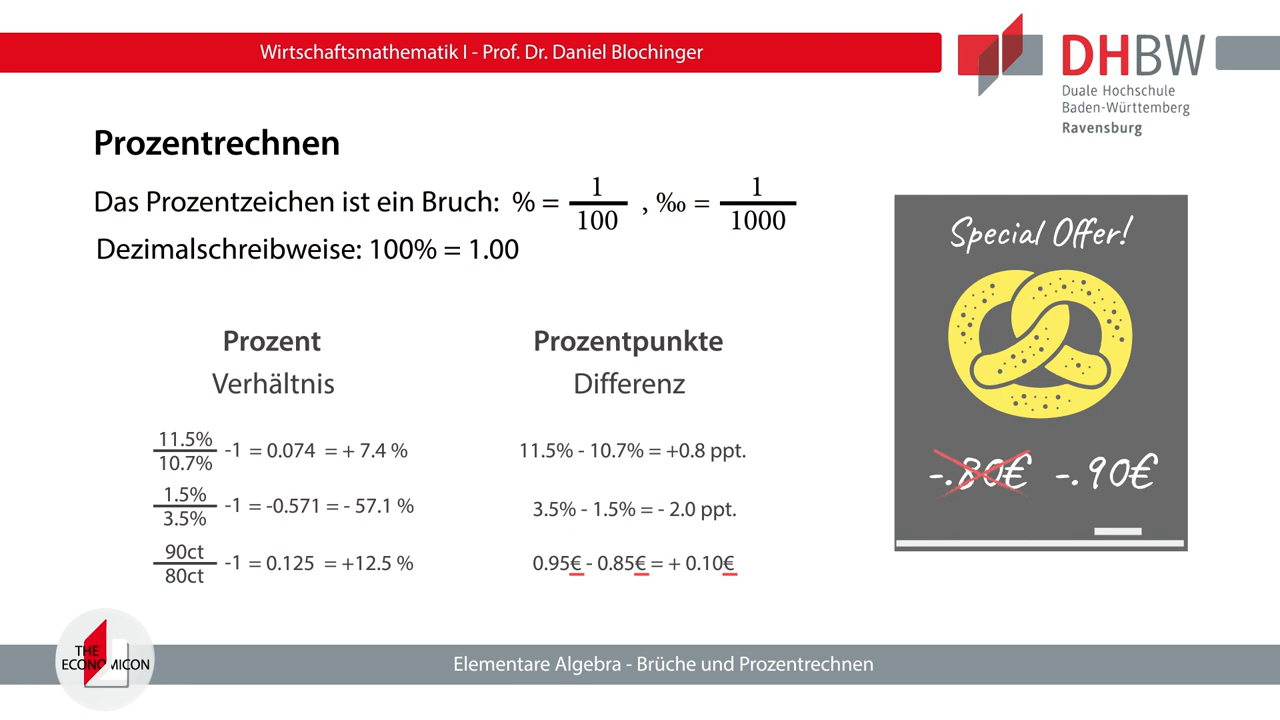 Wirtschaftsmathematik I - Prof. Dr. Daniel Blochinger
DHBW
Duale Hochschule
Baden-Württemberg
Ravensburg
Prozentrechnen
Das Prozentzeichen ist ein Bruch: % = 1/100 , ‰ = 1/1000
Dezimalschreibweise: 100% = 1.00
Prozent
Verhältnis
11.5%/10.7% -1 = 0.074 = + 7.4 %
1.5%/3.5% -1 = -0.571 = - 57.1 %
90ct/80ct -1 = 0.125 = +12.5 %
Prozentpunkte
Differenz
11.5% - 10.7% = +0.8 ppt.
3.5% - 1.5% = - 2.0 ppt.
0.95€ - 0.85€ = + 0.10€
Special Offer!
-.80€ -.90€
THE
ECONOMICON
Elementare Algebra - Brüche und Prozentrechnen